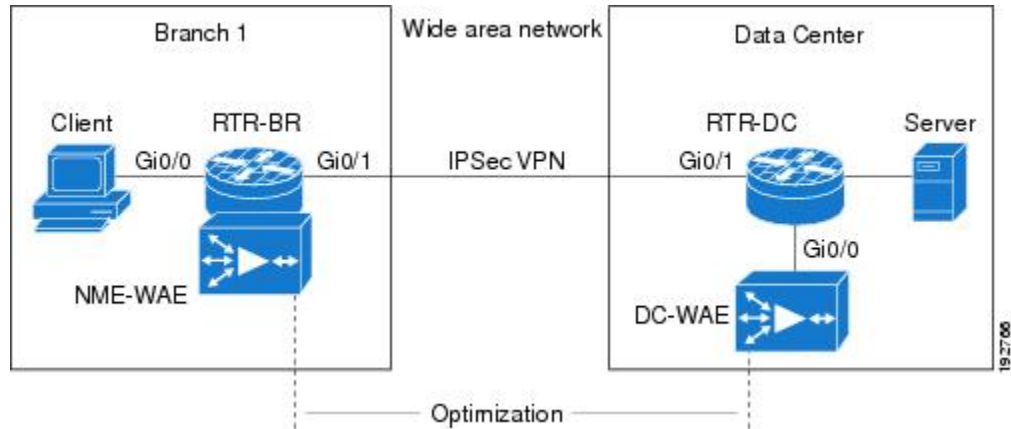 Branch 1
Wide area network
Data Center
Client
RTR-BR
RTR-DC
Server
Gi0/0
Gi0/1
IPSec VPN
Gi0/1
Gi0/0
NME-WAE
DC-WAE
192766
Optimization